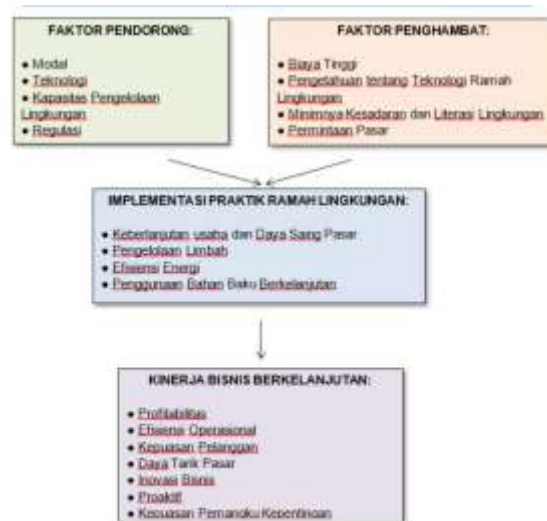 FAKTOR PENDORONG:
● Modal
● Teknologi
● Kapasitas Pengelolaan
Lingkungan
● Regulasi
FAKTOR PENGHAMBAT:
● Biaya Tinggi
● Pengetahuan tentang Teknologi Ramah
Lingkungan
● Minimnya Kesadaran dan Literasi Lingkungan
● Permintaan Pasar
IMPLEMENTASI PRAKTIK RAMAH LINGKUNGAN:
● Keberlanjutan usaha dan Daya Saing Pasar
● Pengelolaan Limbah
● Efisiensi Energi
● Penggunaan Bahan Baku Berkelanjutan
KINERJA BISNIS BERKELANJUTAN:
● Profitabilitas
● Efisiensi Operasional
● Kepuasan Pelanggan
● Daya Tarik Pasar
● Inovasi Bisnis
● Proaktif
● Kepuasan Pemangku Kepentingan